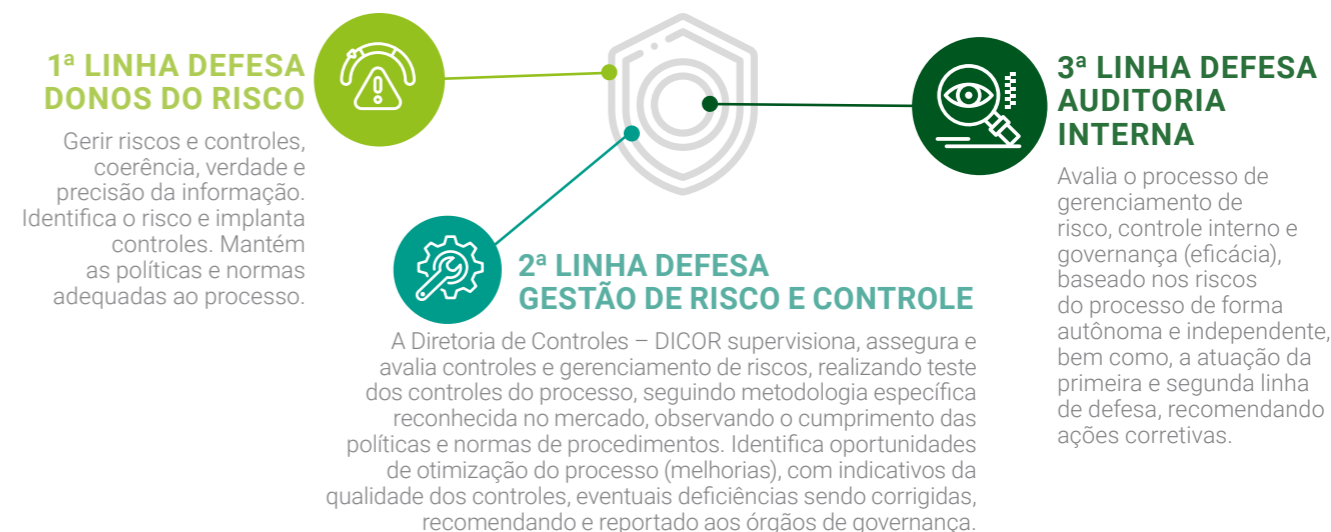 1ª LINHA DEFESA
DONOS DO RISCO
Gerir riscos e controles,
coerência, verdade e
precisão da informação.
Identifica o risco e implanta
controles. Mantém
as políticas e normas
adequadas ao processo.
2ª LINHA DEFESA
GESTÃO DE RISCO E CONTROLE
A Diretoria de Controles – DICOR supervisiona, assegura e
avalia controles e gerenciamento de riscos, realizando teste
dos controles do processo, seguindo metodologia específica
reconhecida no mercado, observando o cumprimento das
políticas e normas de procedimentos. Identifica oportunidades
de otimização do processo (melhorias), com indicativos da
qualidade dos controles, eventuais deficiências sendo corrigidas,
recomendando e reportado aos órgãos de governança.
3ª LINHA DEFESA
AUDITORIA
INTERNA
Avalia o processo de
gerenciamento de
risco, controle interno e
governança (eficácia),
baseado nos riscos
do processo de forma
autônoma e independente,
bem como, a atuação da
primeira e segunda linha
de defesa, recomendando
ações corretivas.